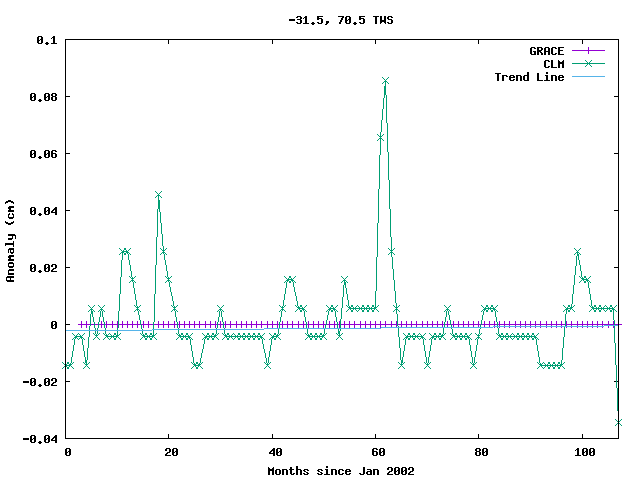 -31.5, 70.5 TWS
GRACE
CLM
Trend Line
0.1
0.08
0.06
0.04
0.02
0
-0.02
-0.04
Anomaly (cm)
0 20 40 60 80 100
Months since Jan 2002